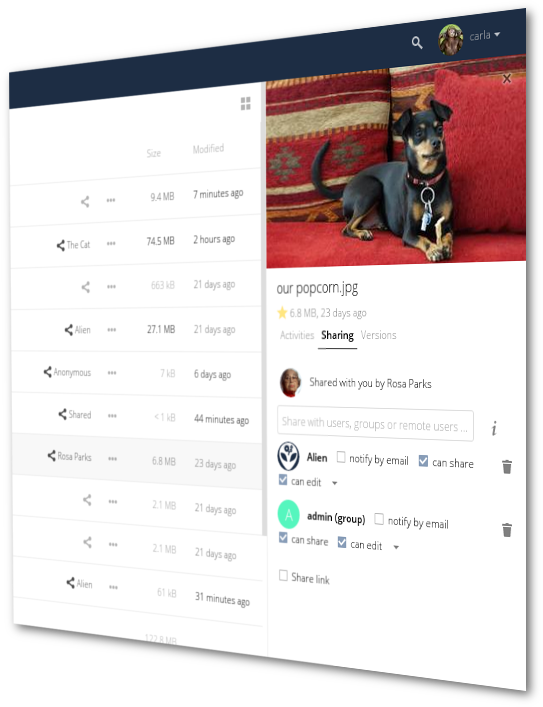 carla
Size Modified
9.4 MB 7 minutes ago
The Cat 74.5 MB 2 hours ago
663 kB 21 days ago
Alien 27.1 MB 21 days ago
Anonymous 7 kB 6 days ago
Shared < 1 kB 44 minutes ago
Rosa Parks 6.8 MB 23 days ago
2.1 MB 21 days ago
2.1 MB 21 days ago
Alien 61 kB 31 minutes ago
122.8 MB
our popcorn.jpg
6.8 MB, 23 days ago
Activities Sharing Versions
Shared with you by Rosa Parks
Share with users, groups or remote users ...
i
Alien notify by email can share
can edit
A admin (group) notify by email
can share can edit
Share link